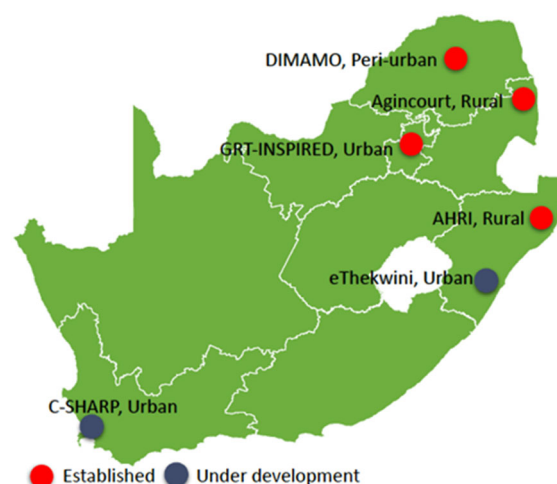 DIMAMO, Peri-urban
Agincourt, Rural
GRT-INSPIRED, Urban
AHRI, Rural
eThekwini, Urban
C-SHARP, Urban
Established Under development